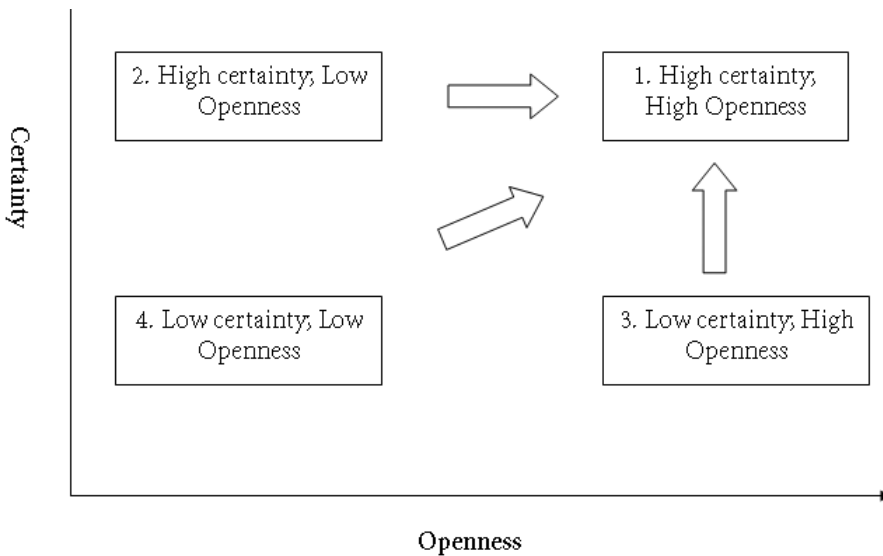 2. High certainty; Low
Openness
1. High certainty;
High Openness
Certainty
4. Low certainty; Low
Openness
3. Low certainty; High
Openness
Openness